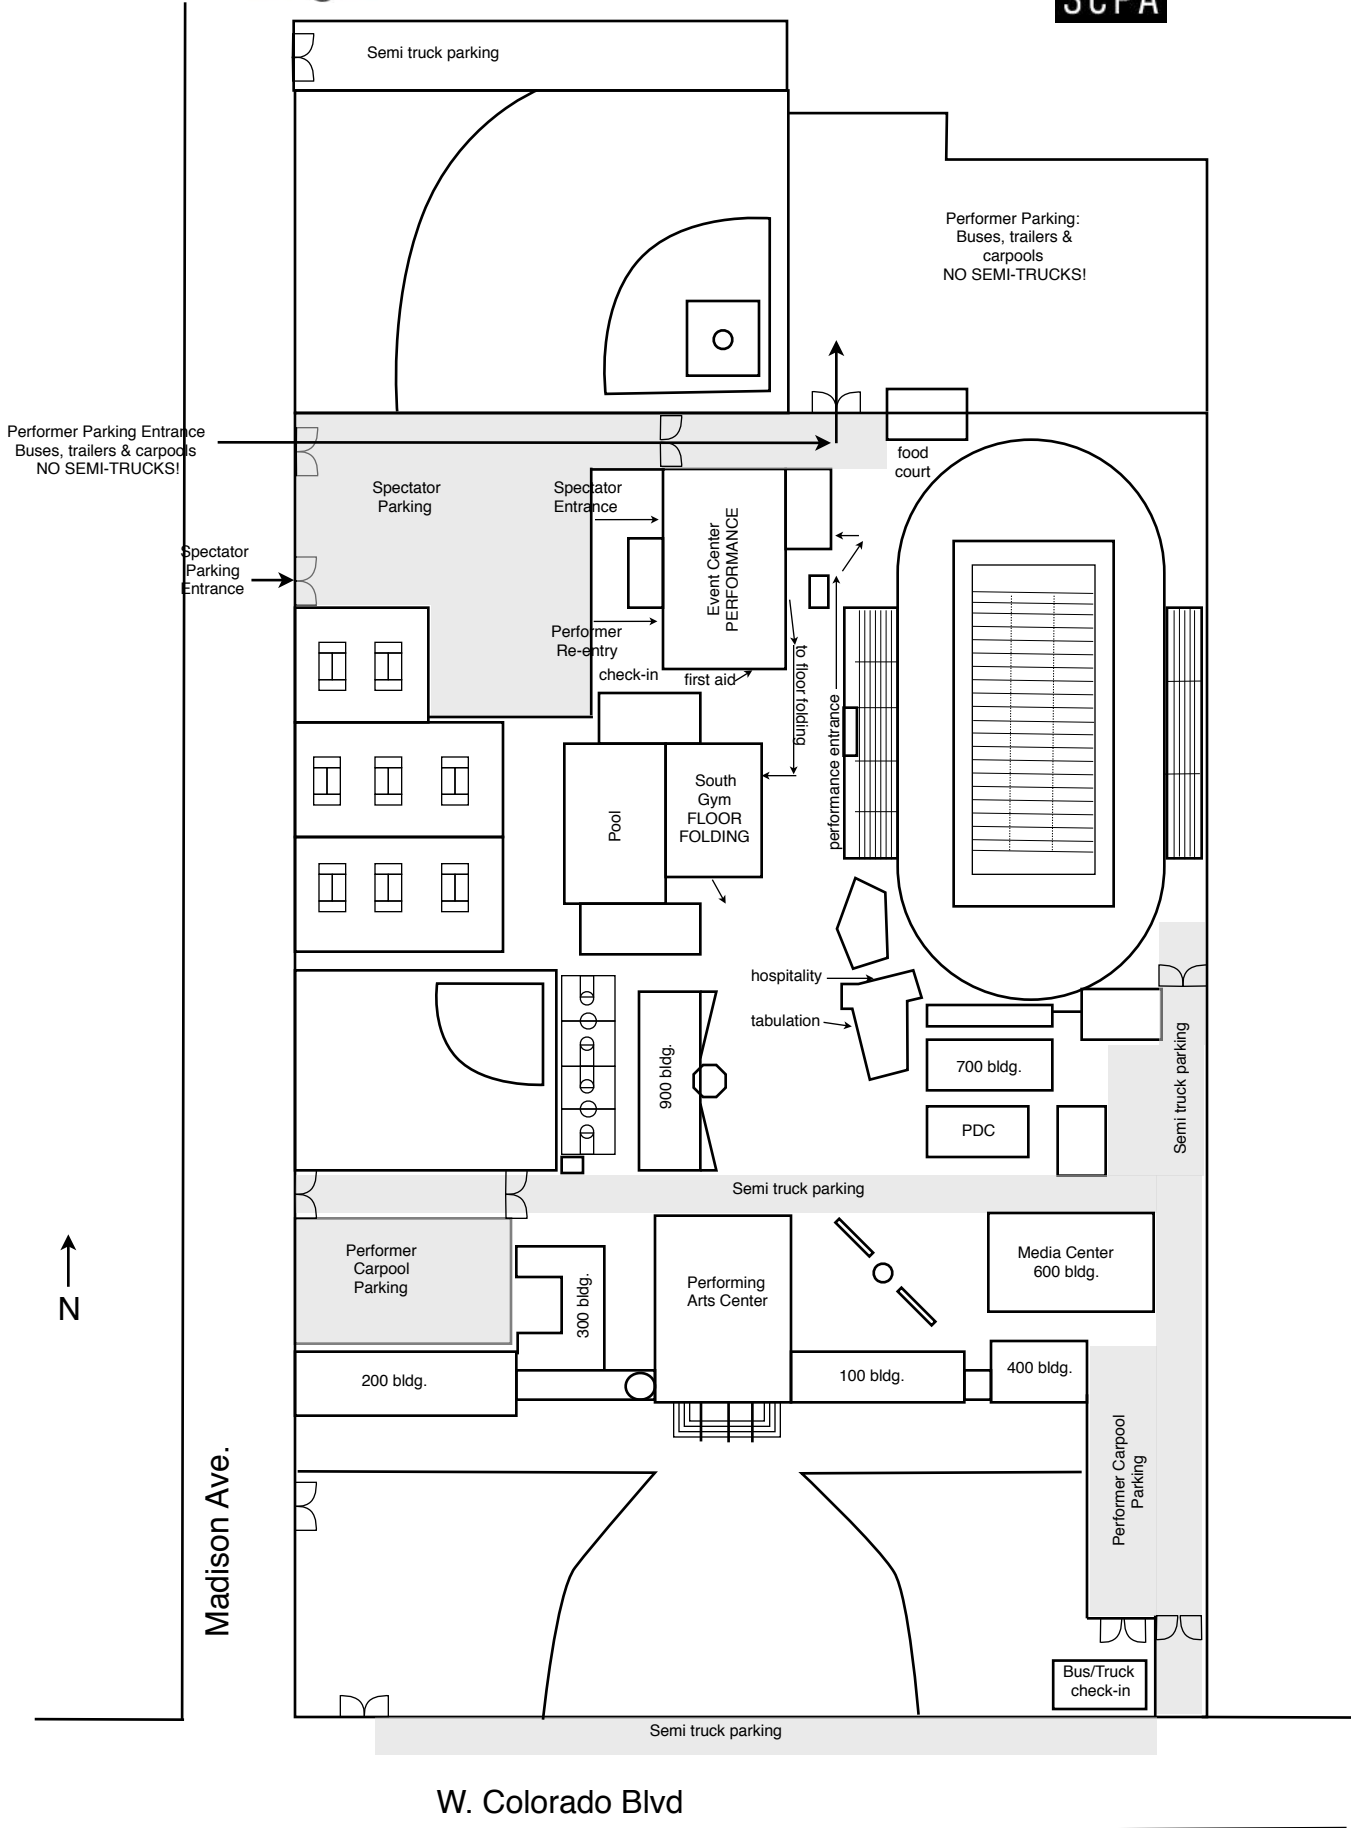 SCPA
Semi truck parking
Performer Parking:
Buses, trailers &
carpools
NO SEMI-TRUCKS!
Performer Parking Entrance
Buses, trailers & carpools
NO SEMI-TRUCKS!
food
court
Spectator
Parking
Spectator
Entrance
Event Center
PERFORMANCE
Spectator
Parking
Entrance
Performer
Re-entry
check-in
first aid
to floor folding
performance entrance
South
Gym
FLOOR
FOLDING
Pool
hospitality
tabulation
900 bldg.
700 bldg.
PDC
Semi truck parking
Semi truck parking
Performer
Carpool
Parking
300 bldg.
Performing
Arts Center
Media Center
600 bldg.
N
200 bldg.
100 bldg.
400 bldg.
Performer Carpool
Parking
Madison Ave.
Bus/Truck
check-in
Semi truck parking
W. Colorado Blvd